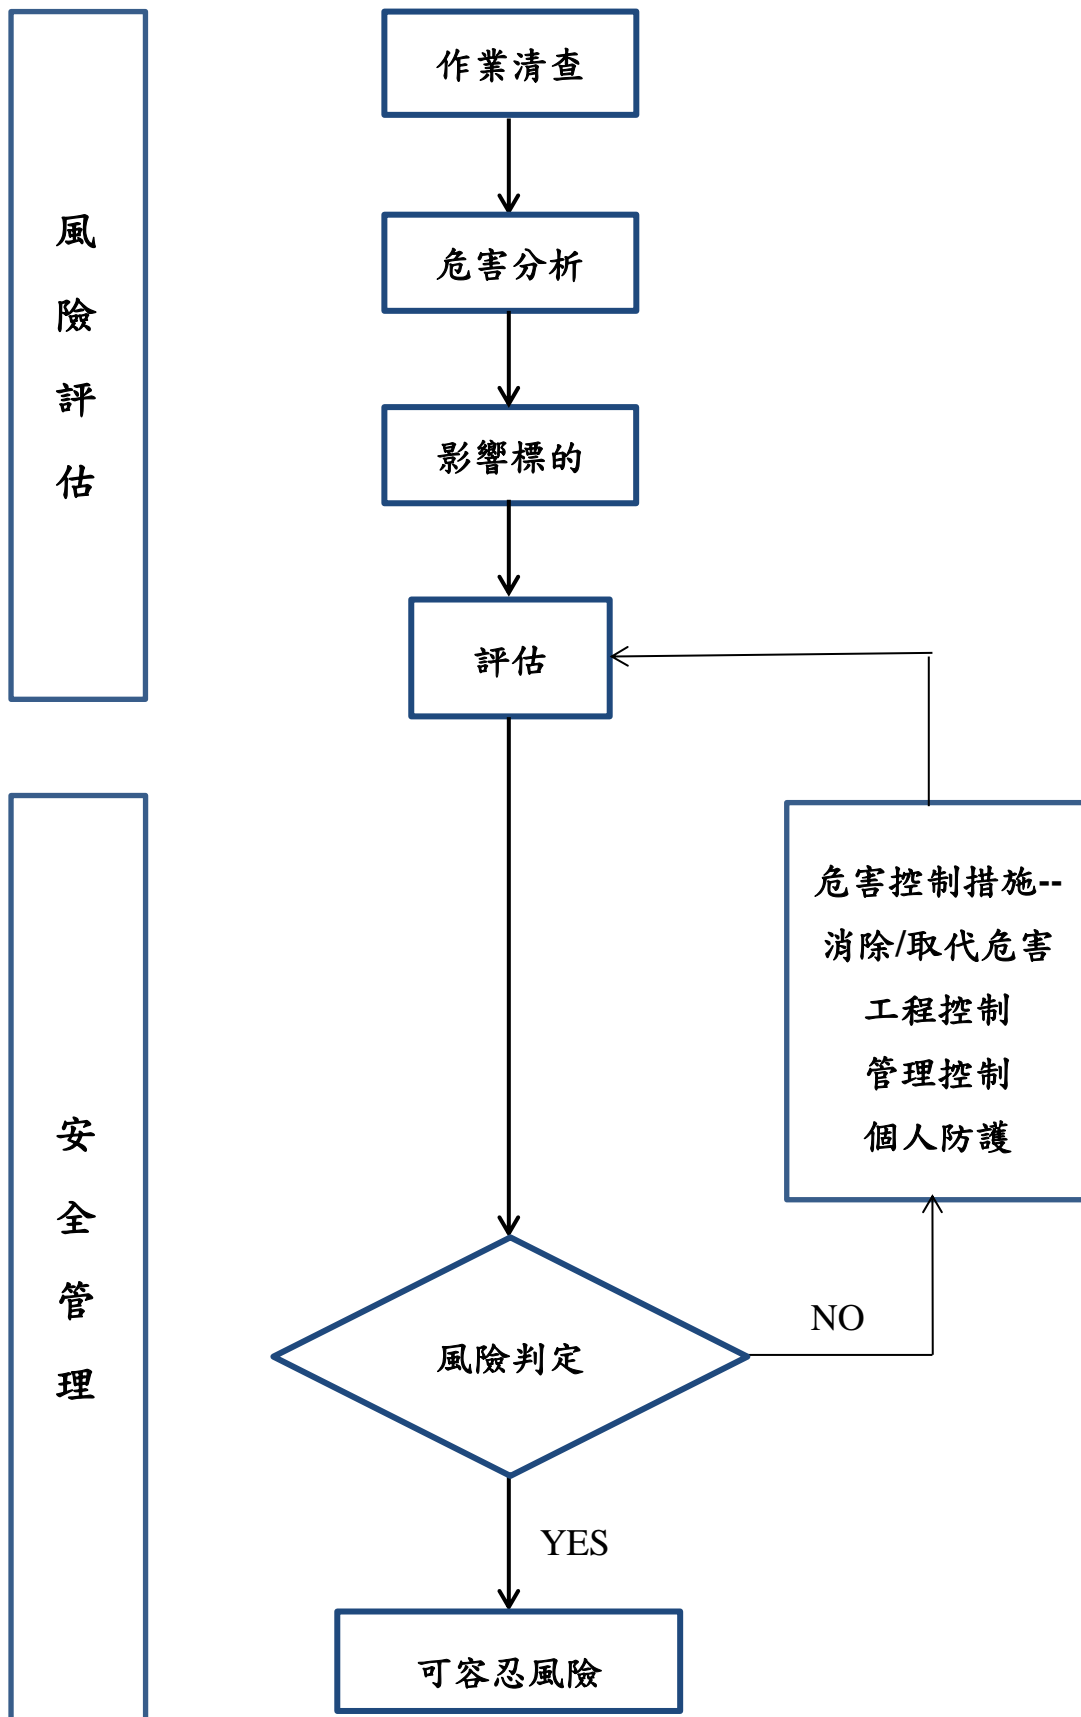 風
險
評
估
作業清查
危害分析
影響標的
評估
安
全
管
理
危害控制措施--
消除/取代危害
工程控制
管理控制
個人防護
風險判定
NO
YES
可容忍風險